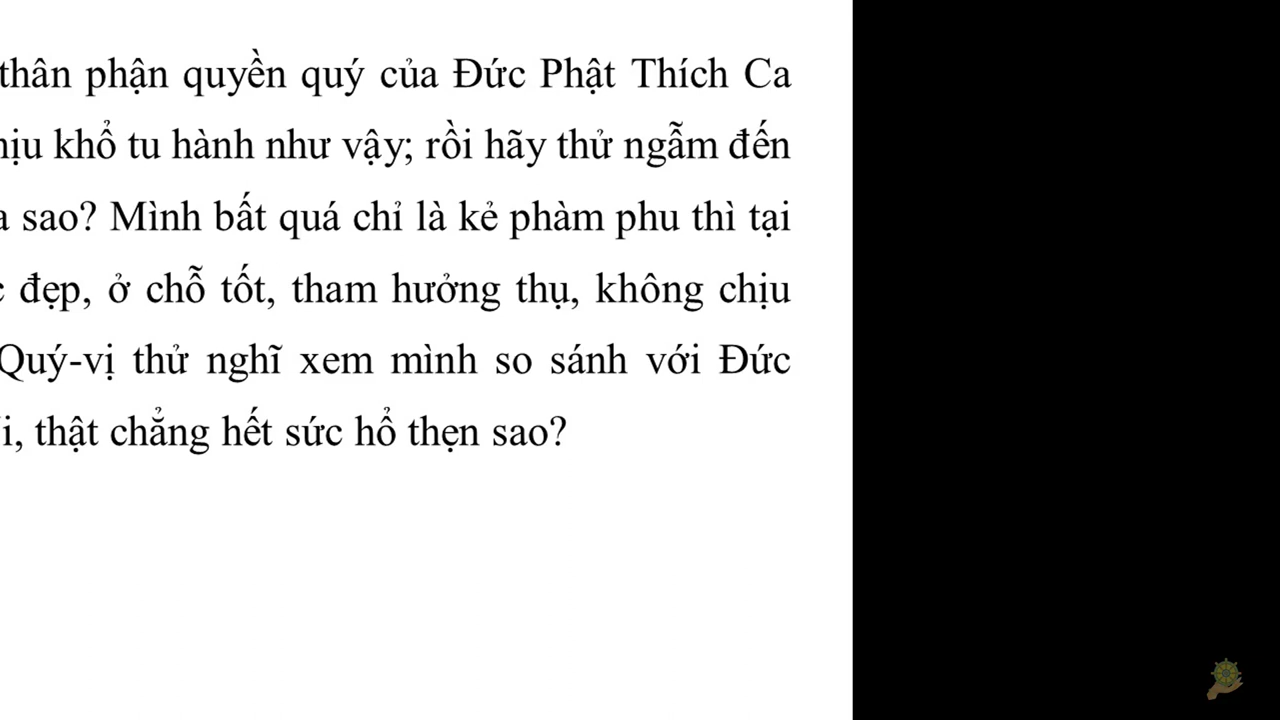 thân phận quyền quý của Đức Phật Thích Ca
khổ tu hành như vậy; rồi hãy thử ngẫm đến
sao? Mình bất quá chỉ là kẻ phàm phu thì tại
đẹp, ở chỗ tốt, tham hưởng thụ, không chịu
Quý-vị thử nghĩ xem mình so sánh với Đức
thật chẳng hết sức hổ thẹn sao?